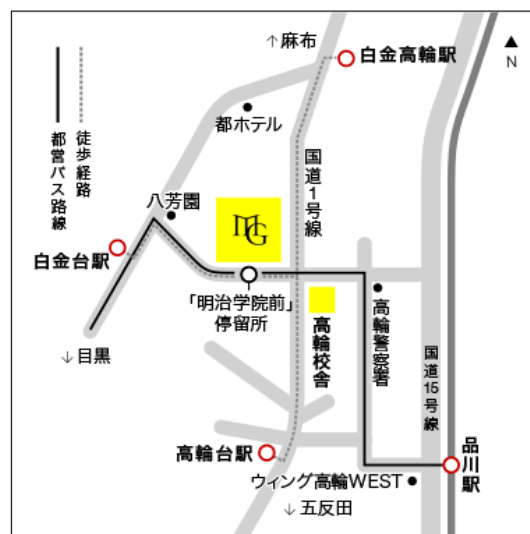 ↑麻布
白金高輪駅
N
都営バス路線
徒歩経路
都ホテル
国道1号線
八芳園
MG
白金台駅
「明治学院前」
停留所
高輪校舎
高輪警察署
国道15号線
↓目黒
高輪台駅
品川駅
ウィング高輪WEST
↓五反田